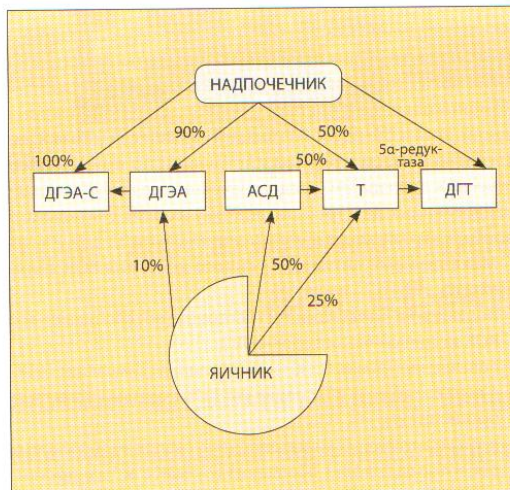 НАДПОЧЕЧНИК
90%
50%
100%
50%
5α-редук-
таза
ДГЭА-С
ДГЭА
АСД
Т
ДГТ
10%
50%
25%
ЯИЧНИК